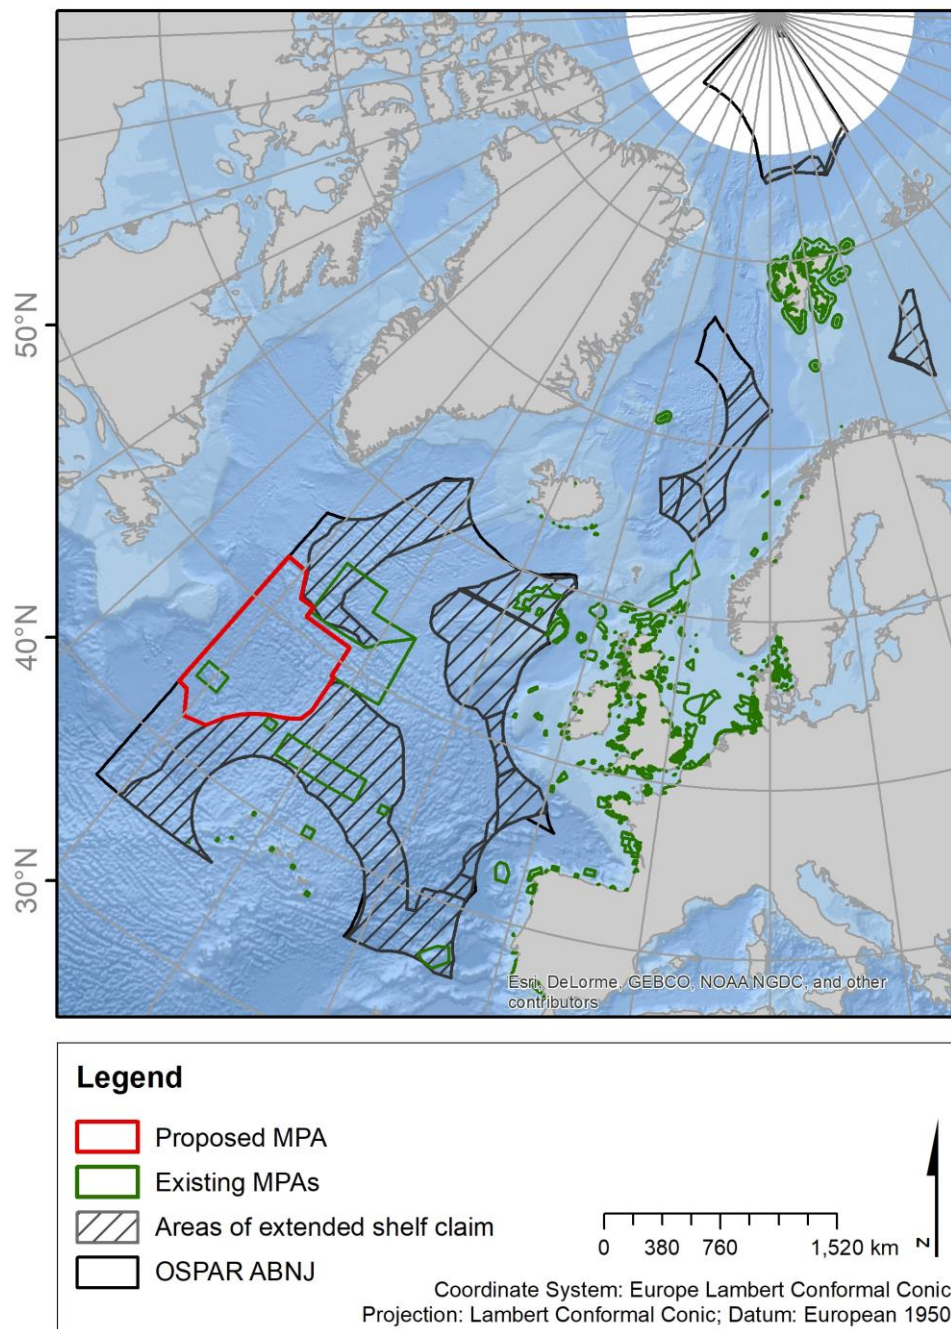 50°N
40°N
30°N
Esri, DeLorme, GEBCO, NOAA NGDC, and other
contributors
Legend
Proposed MPA
Existing MPAs
Areas of extended shelf claim
OSPAR ABNJ
0 380 760 1,520 km
N
Coordinate System: Europe Lambert Conformal Conic
Projection: Lambert Conformal Conic; Datum: European 1950